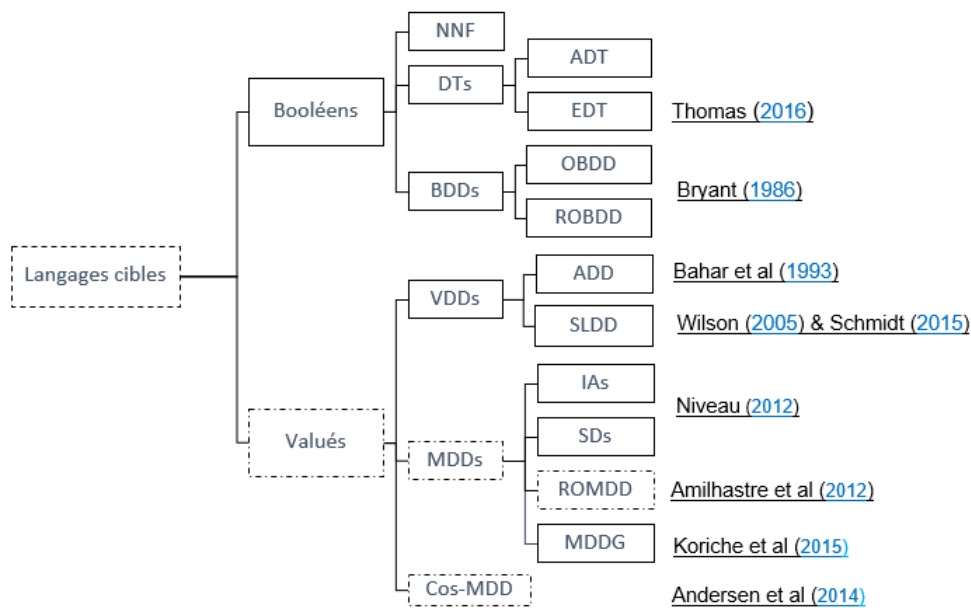 NNF
ADT
DTs
Booléens
EDT
Thomas (2016)
OBDD
BDDs
Bryant (1986)
ROBDD
Langages cibles
ADD
Bahar et al (1993)
VDDs
SLDD
Wilson (2005) & Schmidt (2015)
IAs
Niveau (2012)
Valués
SDs
MDDs
ROMDD
Amilhastre et al (2012)
MDDG
Koriche et al (2015)
Cos-MDD
Andersen et al (2014)